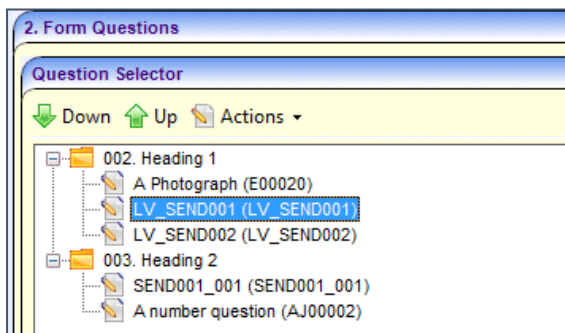 2. Form Questions
Question Selector
Down Up Actions
002. Heading 1
A Photograph (E00020)
LV_SEND001 (LV_SEND001)
LV_SEND002 (LV_SEND002)
003. Heading 2
SEND001_001 (SEND001_001)
A number question (AJ00002)